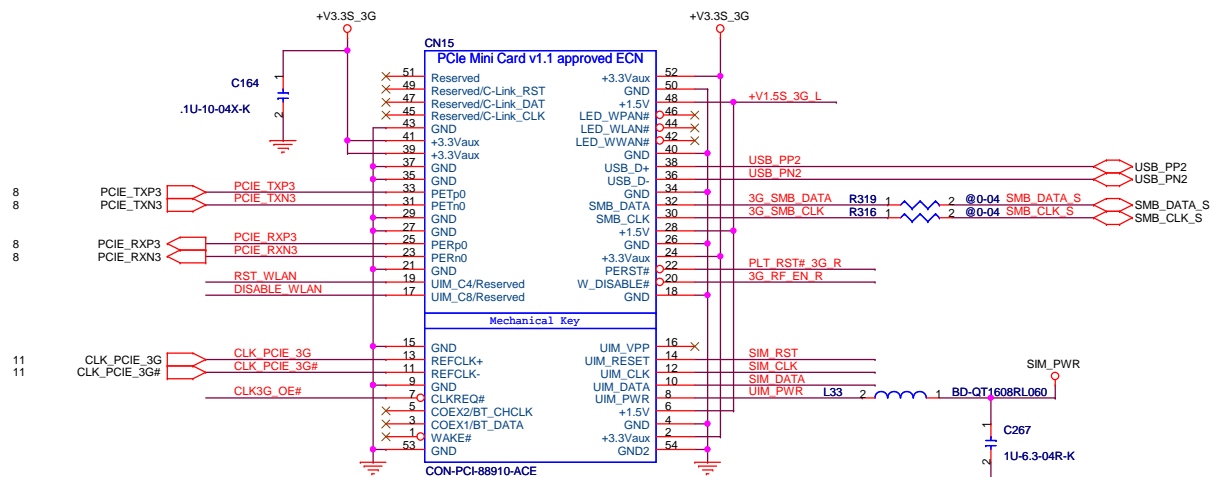 +V3.3S_3G +V3.3S_3G
CN15
PCIe Mini Card v1.1 approved ECN
51 Reserved +3.3Vaux 52
49 Reserved/C-Link_RST GND 50
C164 1 47 Reserved/C-Link_DAT +1.5V 48 +V1.5S_3G_L
45 Reserved/C-Link_CLK LED_WPAN# 46
.1U-10-04X-K 2 43 GND LED_WLAN# 44
41 +3.3Vaux LED_WWAN# 42
39 +3.3Vaux GND 40
37 GND USB_D+ 38 USB_PP2 USB_PP2
35 GND USB_D- 36 USB_PN2 USB_PN2
8 PCIE_TXP3 PCIE_TXP3 33 PETp0 GND 34
8 PCIE_TXN3 PCIE_TXN3 31 PETn0 SMB_DATA 32 3G_SMB_DATA R319 1 2 @0-04 SMB_DATA_S SMB_DATA_S
29 GND SMB_CLK 30 3G_SMB_CLK R316 1 2 @0-04 SMB_CLK_S SMB_CLK_S
27 GND +1.5V 28
8 PCIE_RXP3 PCIE_RXP3 25 PERp0 GND 26
8 PCIE_RXN3 PCIE_RXN3 23 PERn0 +3.3Vaux 24
21 GND PERST# 22 PLT_RST#_3G_R
RST_WLAN 19 UIM_C4/Reserved W_DISABLE# 20 3G_RF_EN_R
DISABLE_WLAN 17 UIM_C8/Reserved GND 18
Mechanical Key
15 GND UIM_VPP 16
11 CLK_PCIE_3G CLK_PCIE_3G 13 REFCLK+ UIM_RESET 14 SIM_RST
11 CLK_PCIE_3G# CLK_PCIE_3G# 11 REFCLK- UIM_CLK 12 SIM_CLK SIM_PWR
9 GND UIM_DATA 10 SIM_DATA
CLK3G_OE# 7 CLKREQ# UIM_PWR 8 UIM_PWR L33 2 1 BD-QT1608RL060
5 COEX2/BT_CHCLK +1.5V 6
3 COEX1/BT_DATA GND 4 1 C267
1 WAKE# +3.3Vaux 2
53 GND GND2 54 2 1U-6.3-04R-K
CON-PCI-88910-ACE